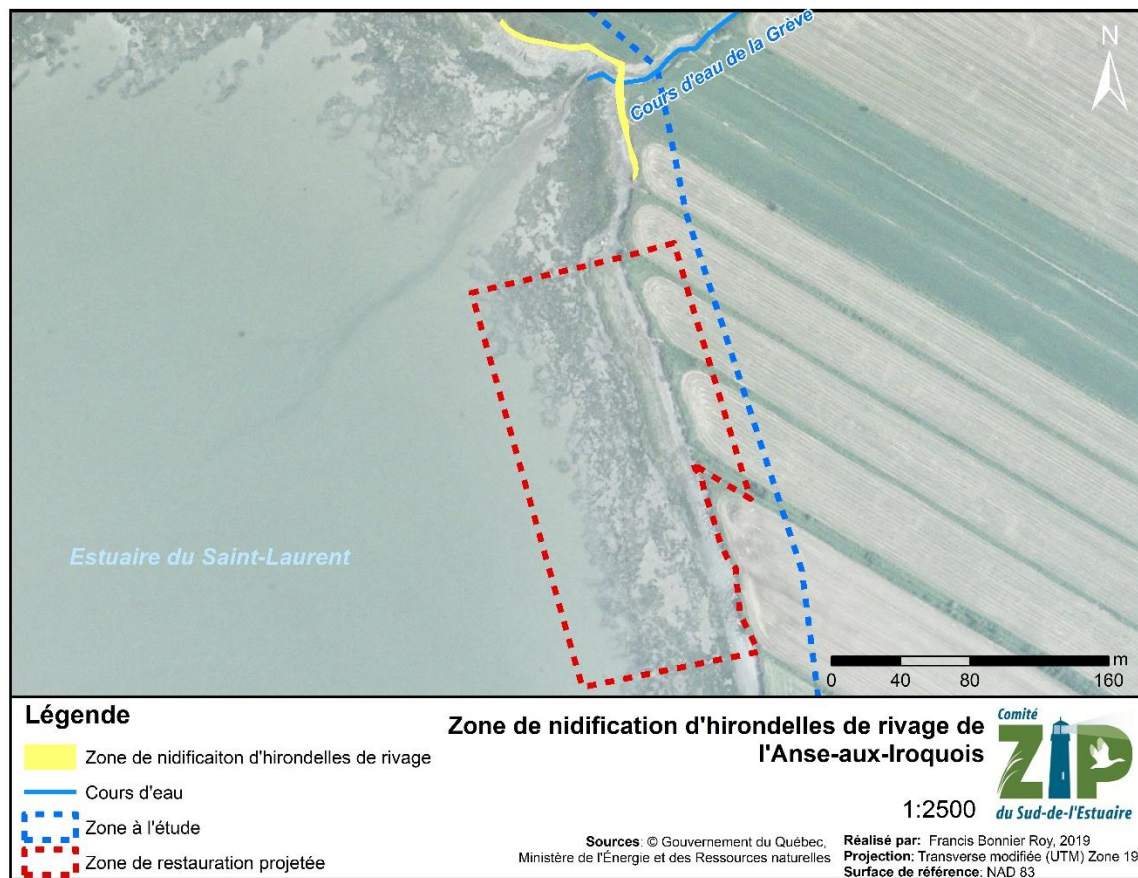 Cours d'eau de la Grève
N
Estuaire du Saint-Laurent
m
0 40 80 160
Légende
Zone de nidificaiton d'hirondelles de rivage
Cours d'eau
Zone à l'étude
Zone de restauration projetée
Zone de nidification d'hirondelles de rivage de
l'Anse-aux-Iroquois
1:2500
Comité
ZIP
du Sud-de-l'Estuaire
Sources: © Gouvernement du Québec,
Ministère de l'Énergie et des Ressources naturelles
Réalisé par: Francis Bonnier Roy, 2019
Projection: Transverse modifiée (UTM) Zone 19
Surface de référence: NAD 83